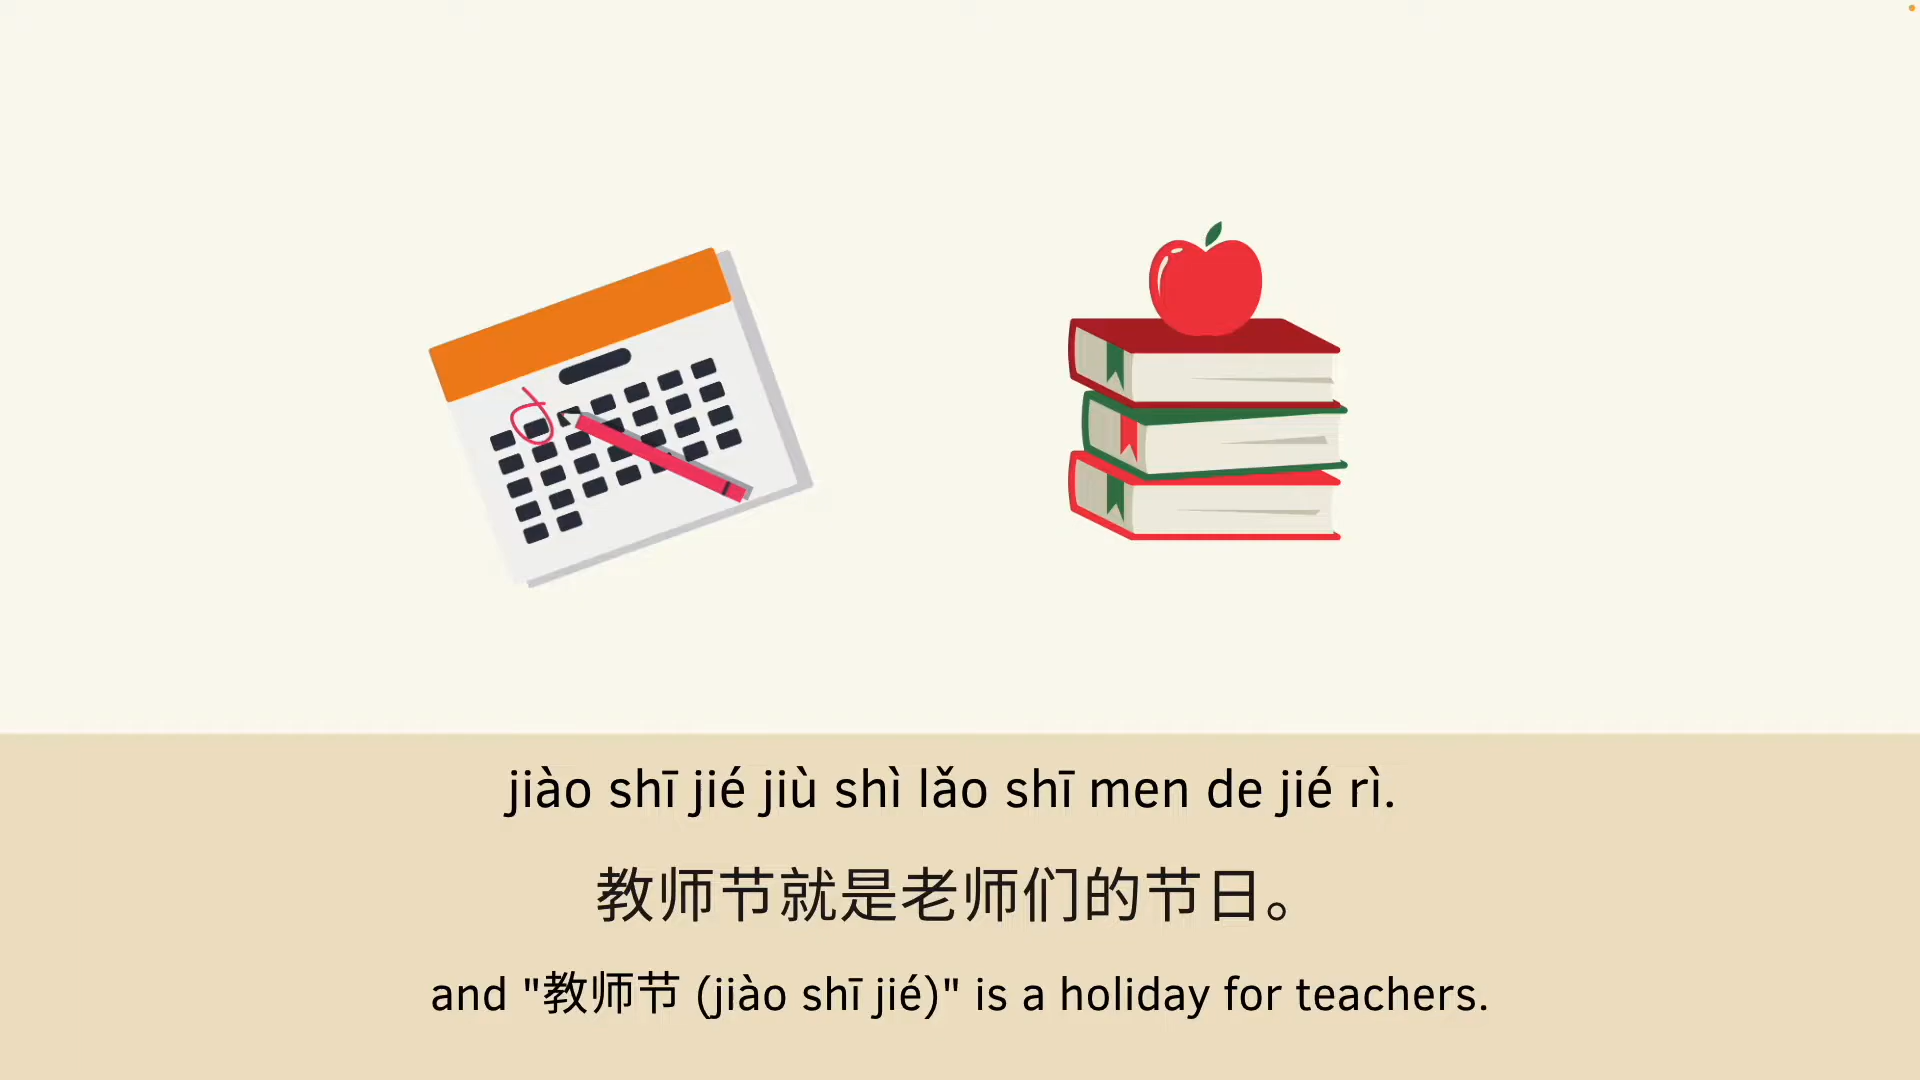 jiào shī jié jiù shì lǎo shī men de jié rì.
教师节就是老师们的节日。
and "教师节 (jiào shī jié)" is a holiday for teachers.